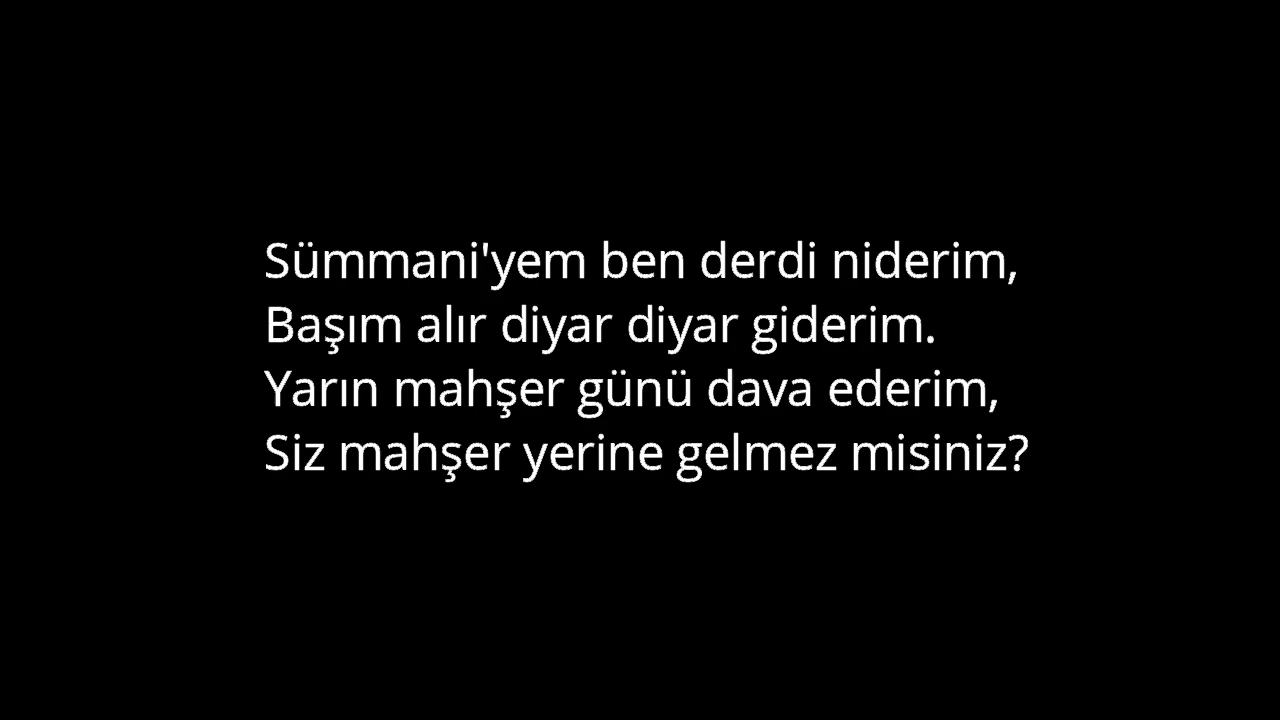 Sümmani'yem ben derdi niderim,
Başım alır diyar diyar giderim.
Yarın mahşer günü dava ederim,
Siz mahşer yerine gelmez misiniz?